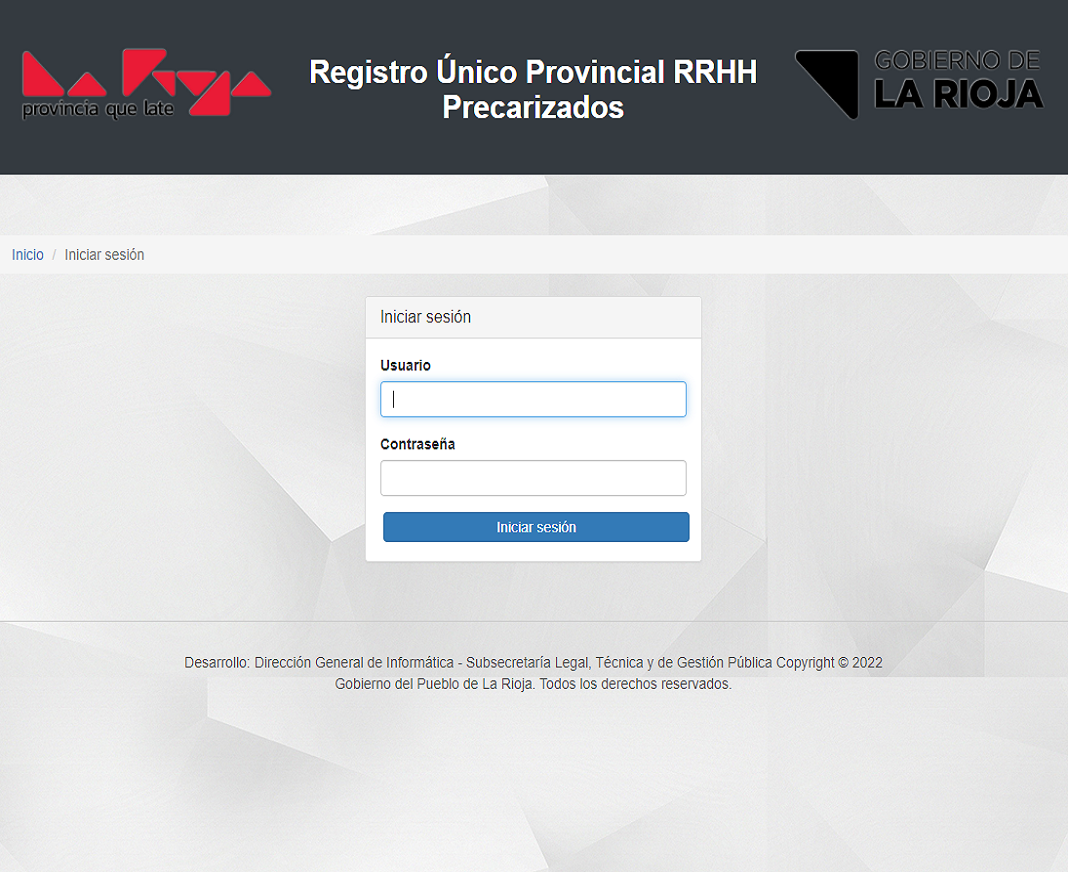 LA RIOJA
provincia que late
Registro Único Provincial RRHH
Precarizados
GOBIERNO DE
LA RIOJA
Inicio / Iniciar sesión
Iniciar sesión
Usuario
Contraseña
Iniciar sesión
Desarrollo: Dirección General de Informática - Subsecretaría Legal, Técnica y de Gestión Pública Copyright © 2022
Gobierno del Pueblo de La Rioja. Todos los derechos reservados.